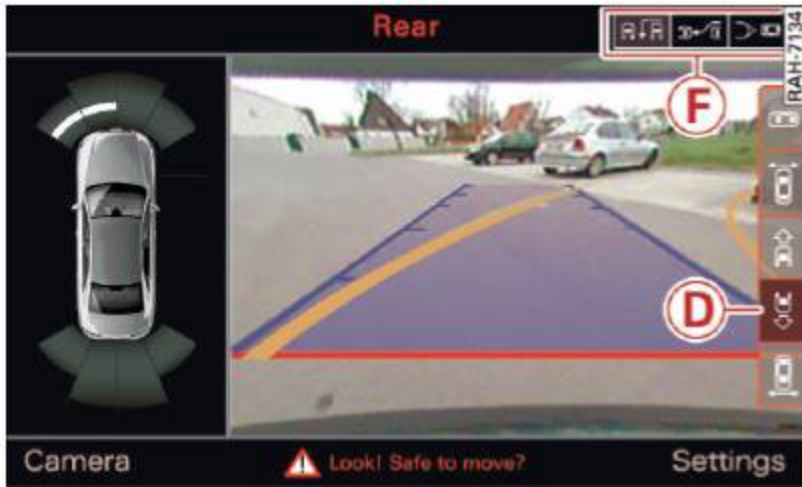 Rear
RAH-7134
F
D
Camera
Look! Safe to move?
Settings